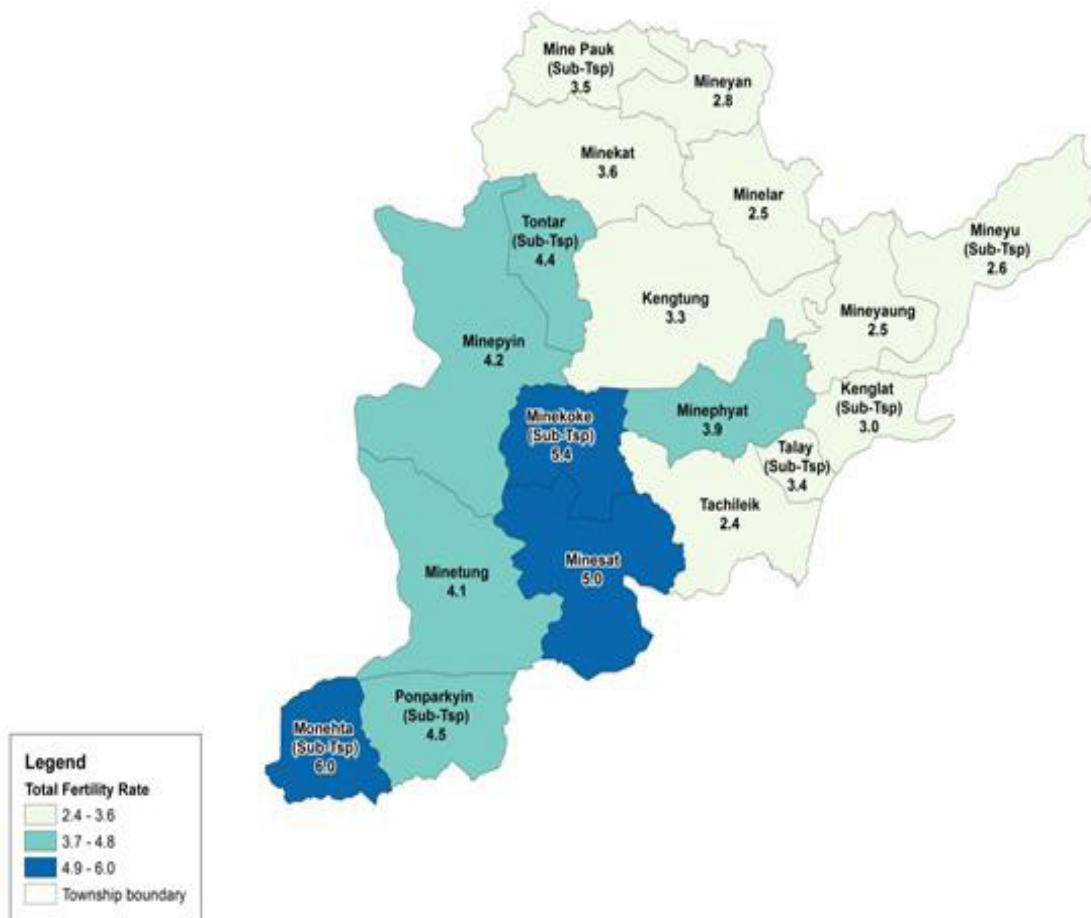 Mine Pauk
(Sub-Tsp)
3.5
Mineyan
2.8
Minekat
3.6
Minelar
2.5
Tontar
(Sub-Tsp)
4.4
Mineyu
(Sub-Tsp)
2.6
Kengtung
3.3
Mineyaung
2.5
Minepyin
4.2
Kenglat
(Sub-Tsp)
3.0
Minekoke
(Sub-Tsp)
5.4
Minephyat
3.9
Talay
(Sub-Tsp)
3.4
Tachileik
2.4
Minesat
5.0
Minetung
4.1
Ponparkyin
(Sub-Tsp)
4.5
Monehta
(Sub-Tsp)
6.0
Legend
Total Fertility Rate
2.4 - 3.6
3.7 - 4.8
4.9 - 6.0
Township boundary